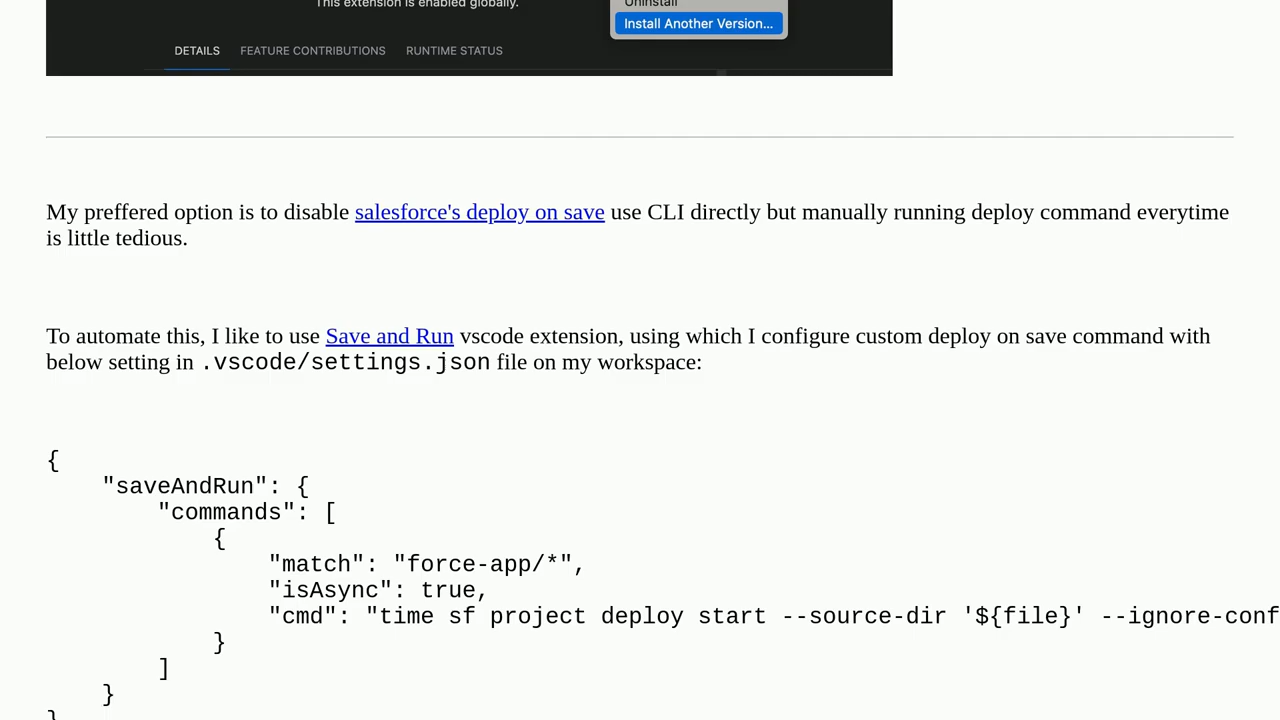 This extension is enabled globally.
Uninstall
Install Another Version...
DETAILS FEATURE CONTRIBUTIONS RUNTIME STATUS
My preffered option is to disable salesforce's deploy on save use CLI directly but manually running deploy command everytime
is little tedious.
To automate this, I like to use Save and Run vscode extension, using which I configure custom deploy on save command with
below setting in .vscode/settings.json file on my workspace:
{
    "saveAndRun": {
        "commands": [
            {
                "match": "force-app/*",
                "isAsync": true,
                "cmd": "time sf project deploy start --source-dir '${file}' --ignore-conf
            }
        ]
    }
}